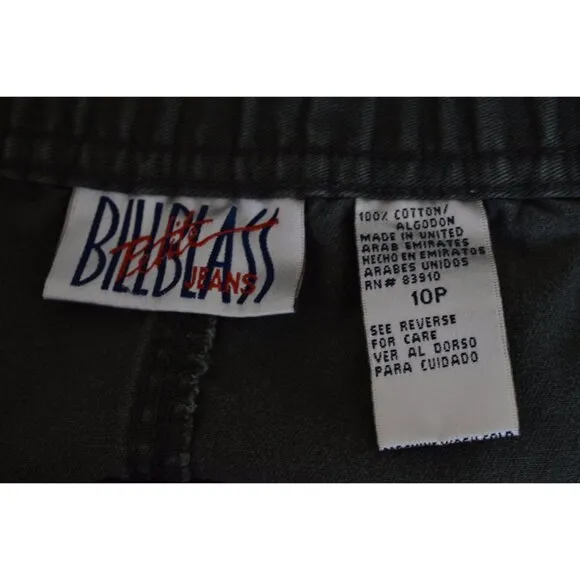 BILL BLASS
Petite
JEANS
100% COTTON/
ALGODON
MADE IN UNITED
ARAB EMIRATES
HECHO EN EMIRATOS
ARABES UNIDOS
RN# 83910
10P
SEE REVERSE
FOR CARE
VER AL DORSO
PARA CUIDADO